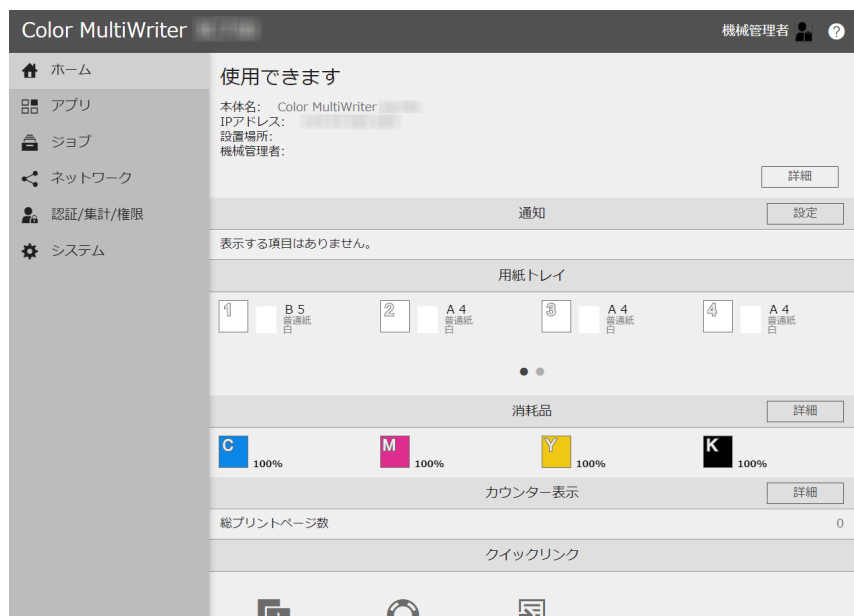 Color MultiWriter
機械管理者 ?
ホーム
アプリ
ジョブ
ネットワーク
認証/集計/権限
システム
使用できます
本体名: Color MultiWriter
IPアドレス:
設置場所:
機械管理者:
詳細
通知 設定
表示する項目はありません。
用紙トレイ
1 B 5 2 A 4 3 A 4 4 A 4
普通紙 普通紙 普通紙 普通紙
白 白 白 白
消耗品 詳細
C 100% M 100% Y 100% K 100%
カウンター表示 詳細
総プリントページ数 0
クイックリンク